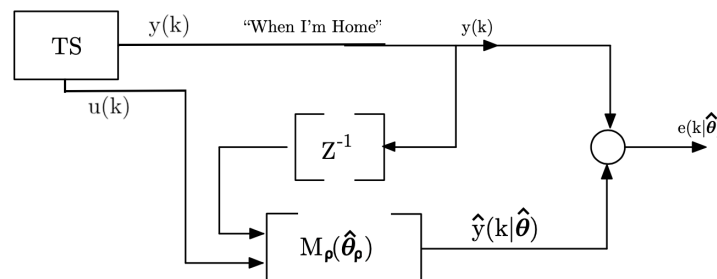 y(k)
“When I'm Home”
y(k)
TS
u(k)
Z⁻¹
e(k|θ̂
Mρ(θ̂ρ)
ŷ(k|θ̂)